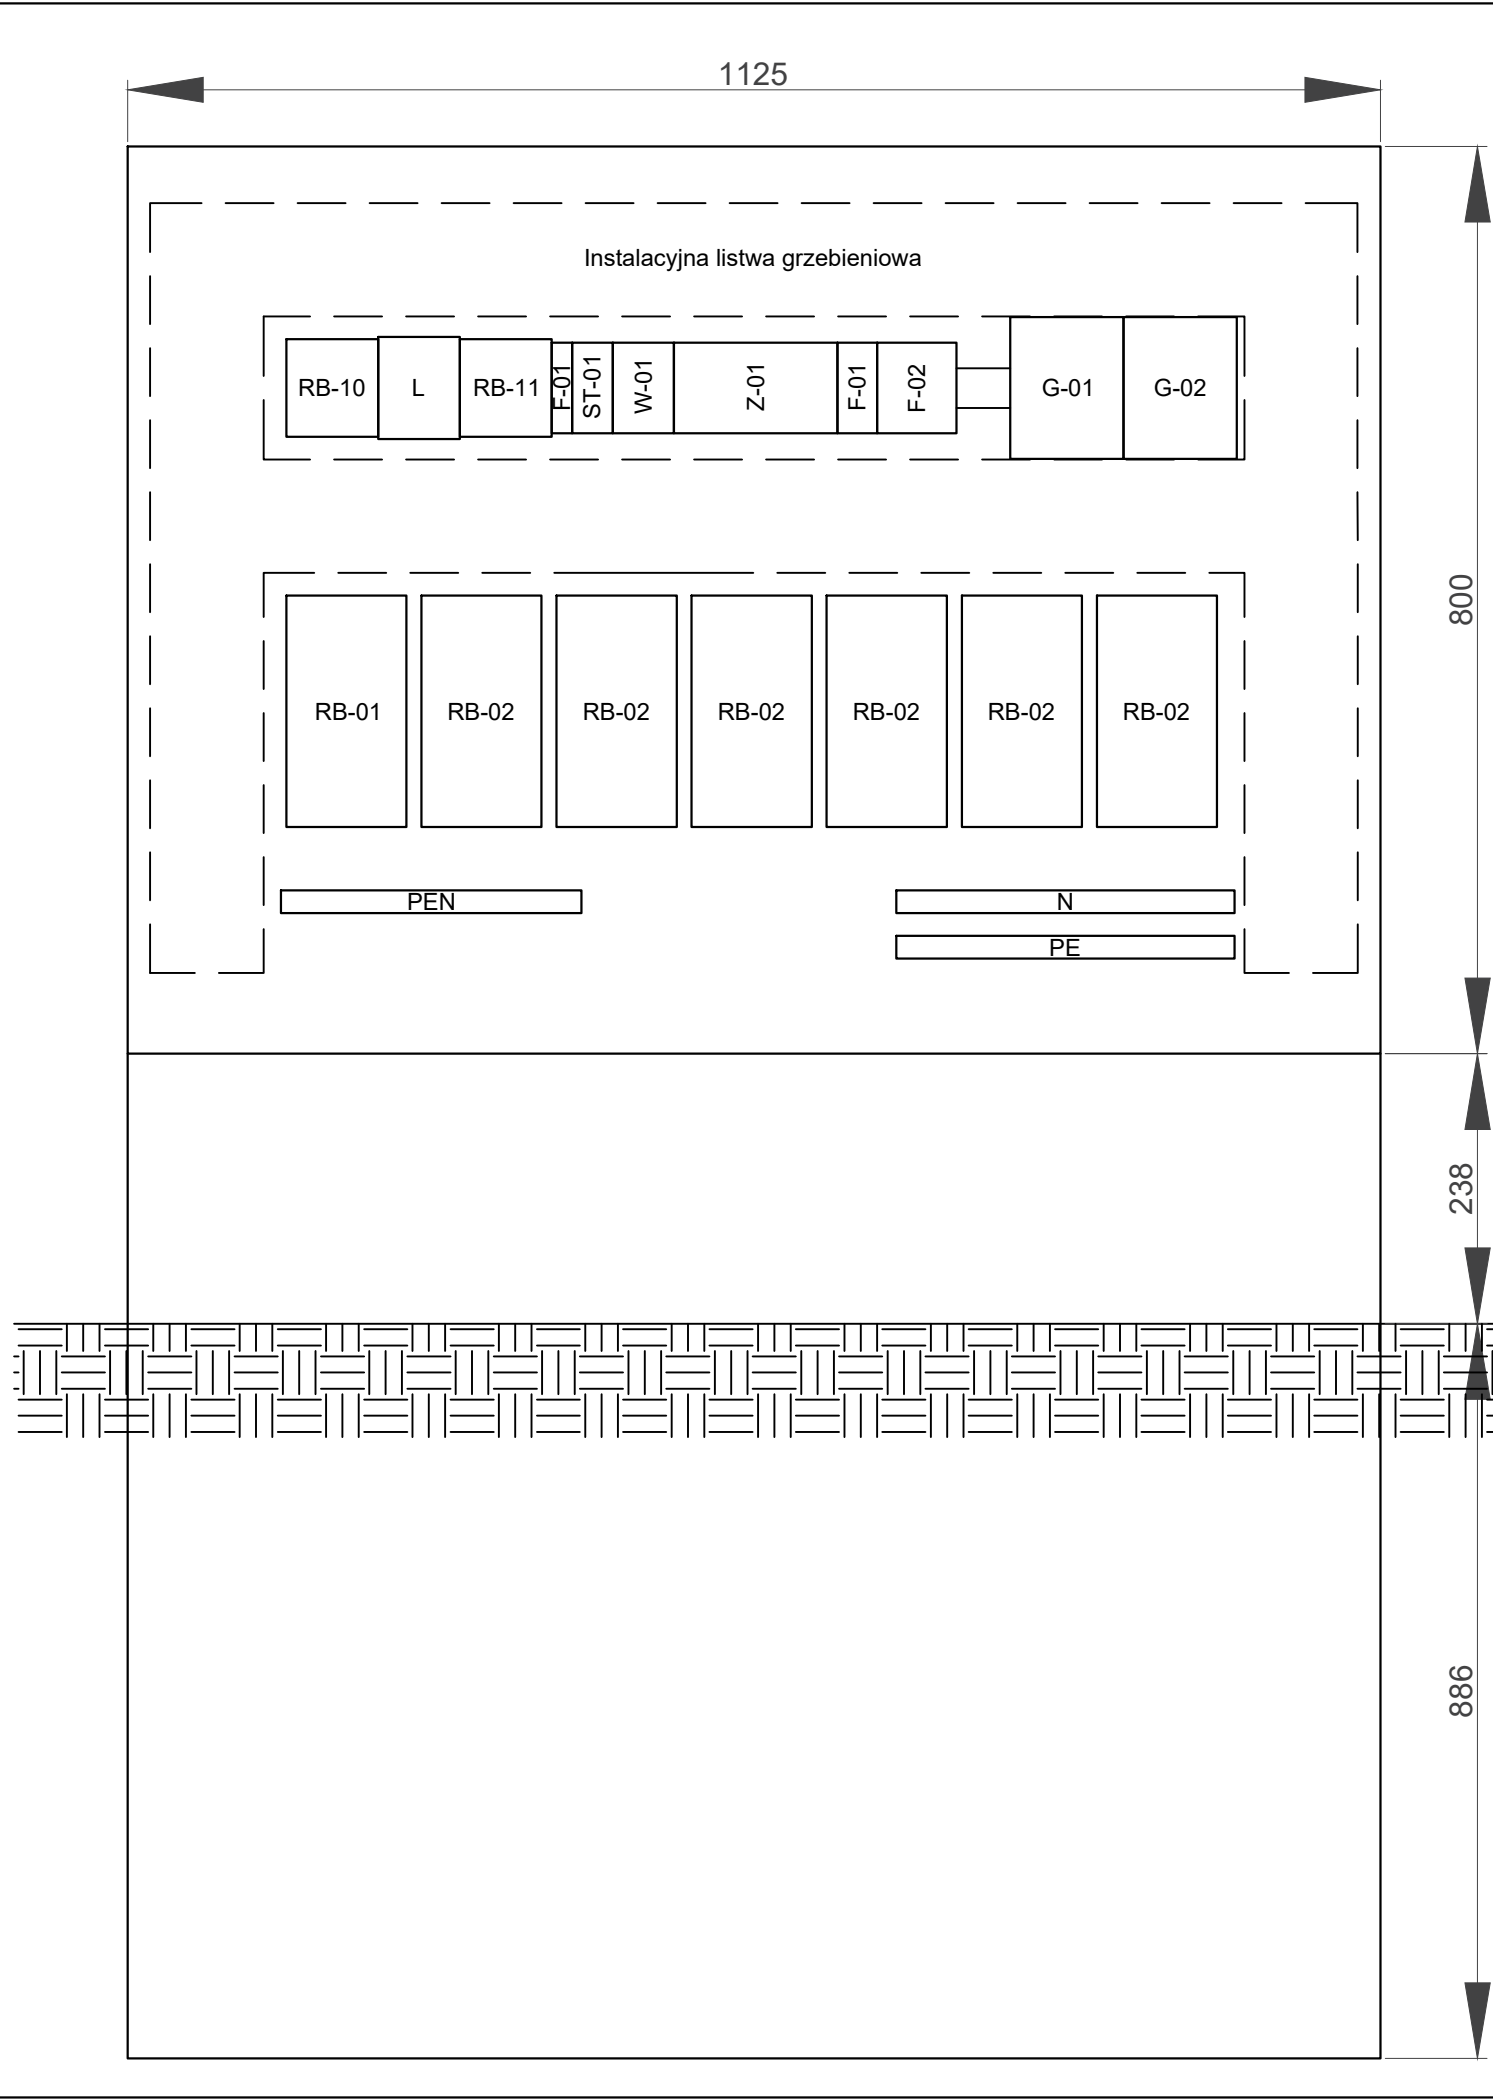 1125
Instalacyjna listwa grzebieniowa
RB-10 L RB-11 F-01 ST-01 W-01 Z-01 F-01 F-02 G-01 G-02
800
RB-01 RB-02 RB-02 RB-02 RB-02 RB-02 RB-02
PEN N
PE
238
886